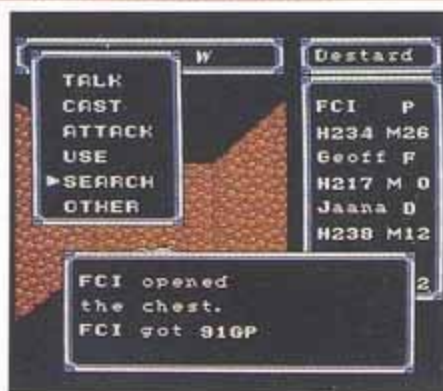 W
Destard
TALK
CAST
ATTACK
USE
▶SEARCH
OTHER
FCI P
H234 M26
Geoff F
H217 M 0
Jaana D
H238 M12
2
FCI opened
the chest.
FCI got 91GP